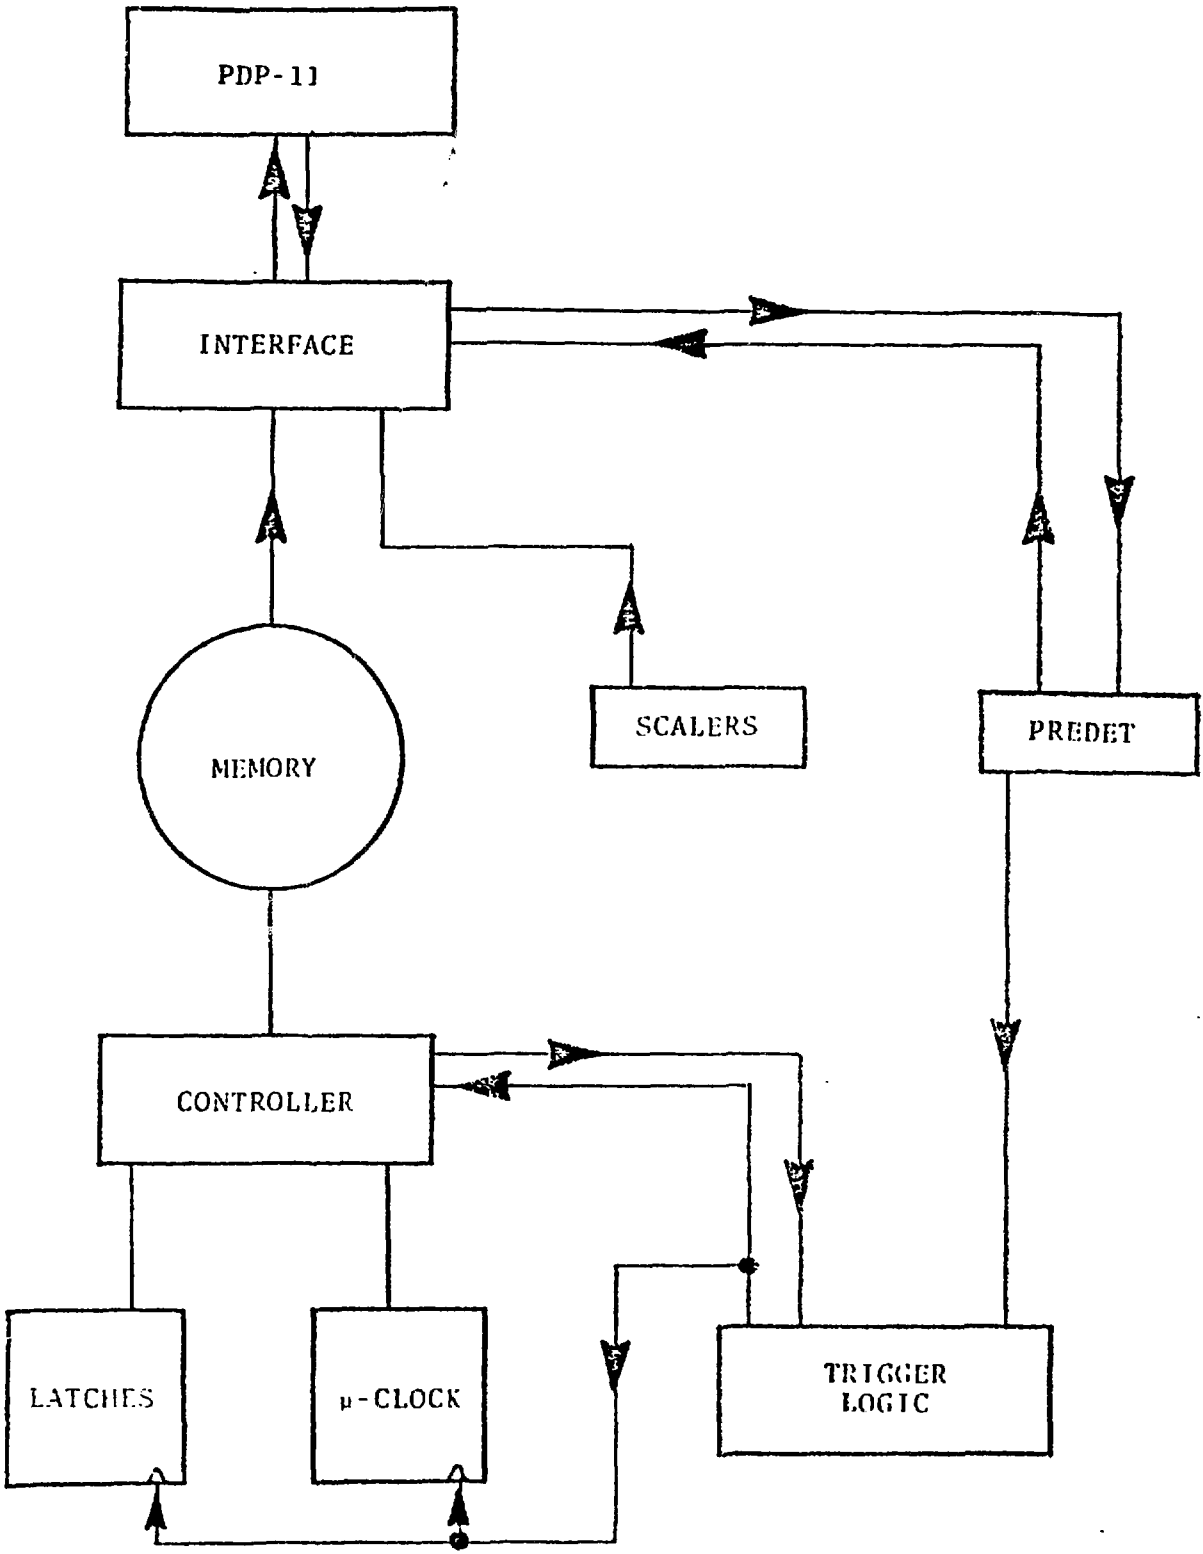 PDP-11
INTERFACE
SCALERS
PREDET
MEMORY
CONTROLLER
LATCHES
μ-CLOCK
TRIGGER
LOGIC